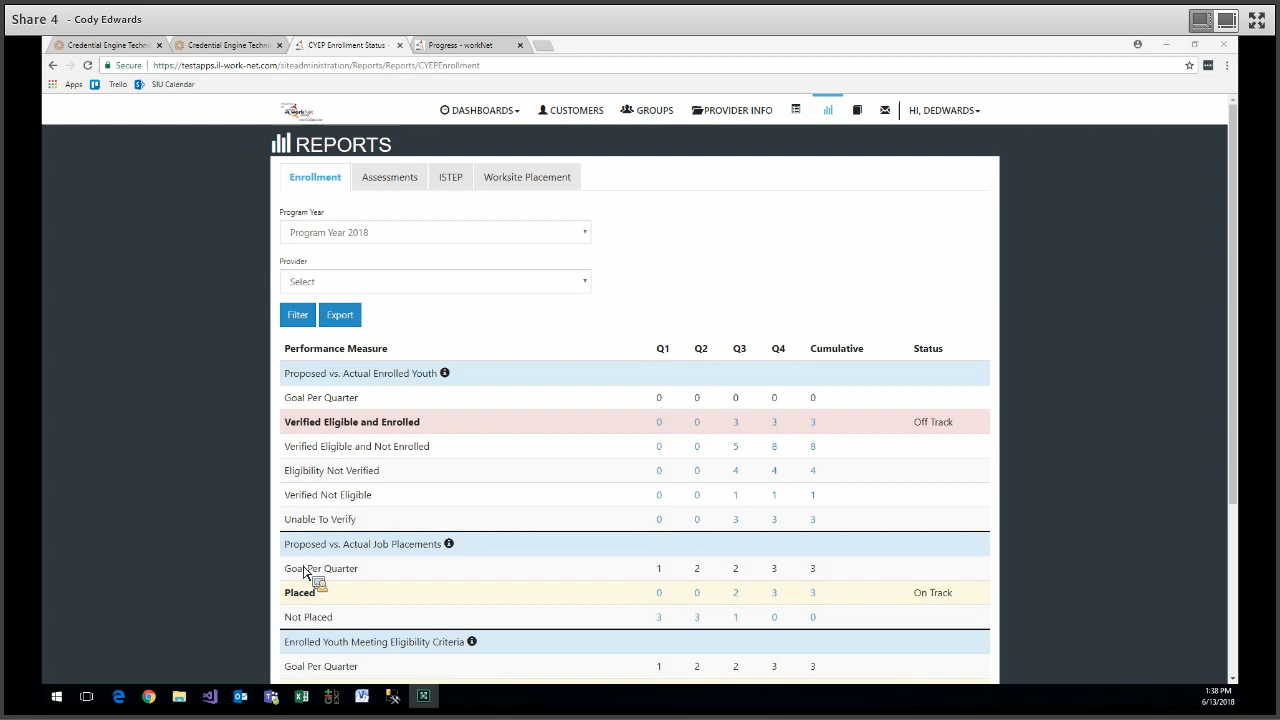 Share 4 - Cody Edwards
Credential Engine Techni
Credential Engine Techni
CYEP Enrollment Status -
Progress - workNet
Secure
https://testapps.il-work-net.com/siteadministration/Reports/Reports/CYEPEnrollment
Apps
Trello
SIU Calendar
DASHBOARDS
CUSTOMERS
GROUPS
PROVIDER INFO
HI, DEDWARDS
REPORTS
Enrollment
Assessments
ISTEP
Worksite Placement
Program Year
Program Year 2018
Provider
Select
Filter
Export
Performance Measure Q1 Q2 Q3 Q4 Cumulative Status
Proposed vs. Actual Enrolled Youth
Goal Per Quarter 0 0 0 0 0
Verified Eligible and Enrolled 0 0 3 3 3 Off Track
Verified Eligible and Not Enrolled 0 0 5 8 8
Eligibility Not Verified 0 0 4 4 4
Verified Not Eligible 0 0 1 1 1
Unable To Verify 0 0 3 3 3
Proposed vs. Actual Job Placements
Goal Per Quarter 1 2 2 3 3
Placed 0 0 2 3 3 On Track
Not Placed 3 3 1 0 0
Enrolled Youth Meeting Eligibility Criteria
Goal Per Quarter 1 2 2 3 3
1:38 PM
6/13/2018